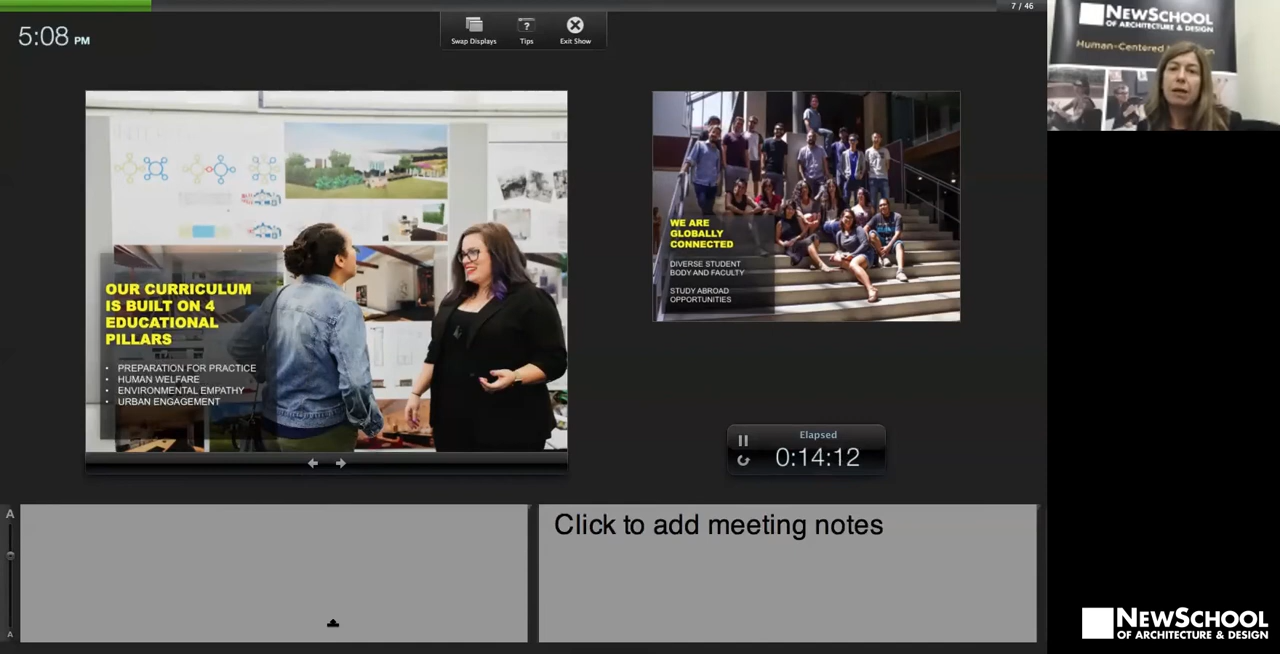 7 / 46
5:08 PM
Swap Displays
Tips
Exit Show
NEWSCHOOL
OF ARCHITECTURE & DESIGN
Human-Centered
OUR CURRICULUM
IS BUILT ON 4
EDUCATIONAL
PILLARS
• PREPARATION FOR PRACTICE
• HUMAN WELFARE
• ENVIRONMENTAL EMPATHY
• URBAN ENGAGEMENT
WE ARE
GLOBALLY
CONNECTED
DIVERSE STUDENT
BODY AND FACULTY
STUDY ABROAD
OPPORTUNITIES
Elapsed
0:14:12
A
A
Click to add meeting notes
NEWSCHOOL
OF ARCHITECTURE & DESIGN